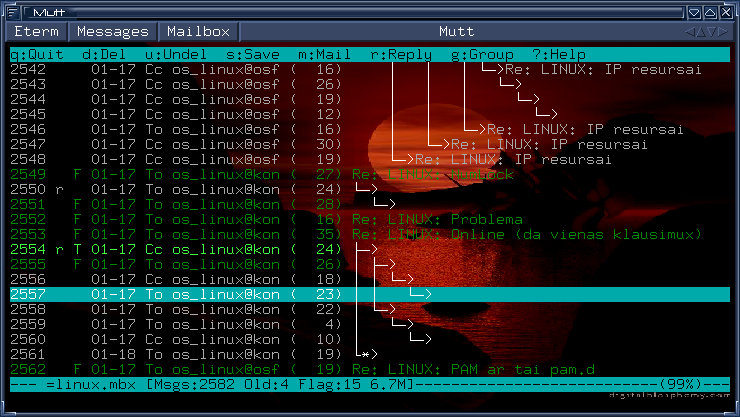 Mutt
Eterm Messages Mailbox Mutt
q:Quit d:Del u:Undel s:Save m:Mail r:Reply g:Group ?:Help
2542 01-17 Cc os_linux@osf ( 16) Re: LINUX: IP resursai
2543 01-17 Cc os_linux@osf ( 26)
2544 01-17 Cc os_linux@osf ( 19)
2545 01-17 Cc os_linux@osf ( 12)
2546 01-17 To os_linux@osf ( 16) Re: LINUX: IP resursai
2547 01-17 Cc os_linux@osf ( 30) Re: LINUX: IP resursai
2548 01-17 Cc os_linux@osf ( 19) Re: LINUX: IP resursai
2549 F 01-17 To os_linux@kon ( 27) Re: LINUX:
2550 r 01-17 To os_linux@kon ( 24)
2551 F 01-17 To os_linux@kon ( 28)
2552 F 01-17 To os_linux@kon ( 16) Re: LINUX: Problema
2553 F 01-17 To os_linux@kon ( 35) Re: LINUX: Online (da vienas klausimux)
2554 r T 01-17 Cc os_linux@kon ( 24)
2555 F 01-17 To os_linux@kon ( 26)
2556 01-17 Cc os_linux@kon ( 18)
2557 01-17 To os_linux@kon ( 23)
2558 01-17 To os_linux@kon ( 22)
2559 01-17 To os_linux@kon ( 4)
2560 01-17 Cc os_linux@kon ( 10)
2561 01-18 To os_linux@kon ( 19) *
2562 F 01-17 To os_linux@osf ( 19) Re: LINUX: PAM ar tai pam.d
--- =linux.mbx [Msgs:2582 Old:4 Flag:15 6.7M]---(99%)---
digitalblasphemy.com